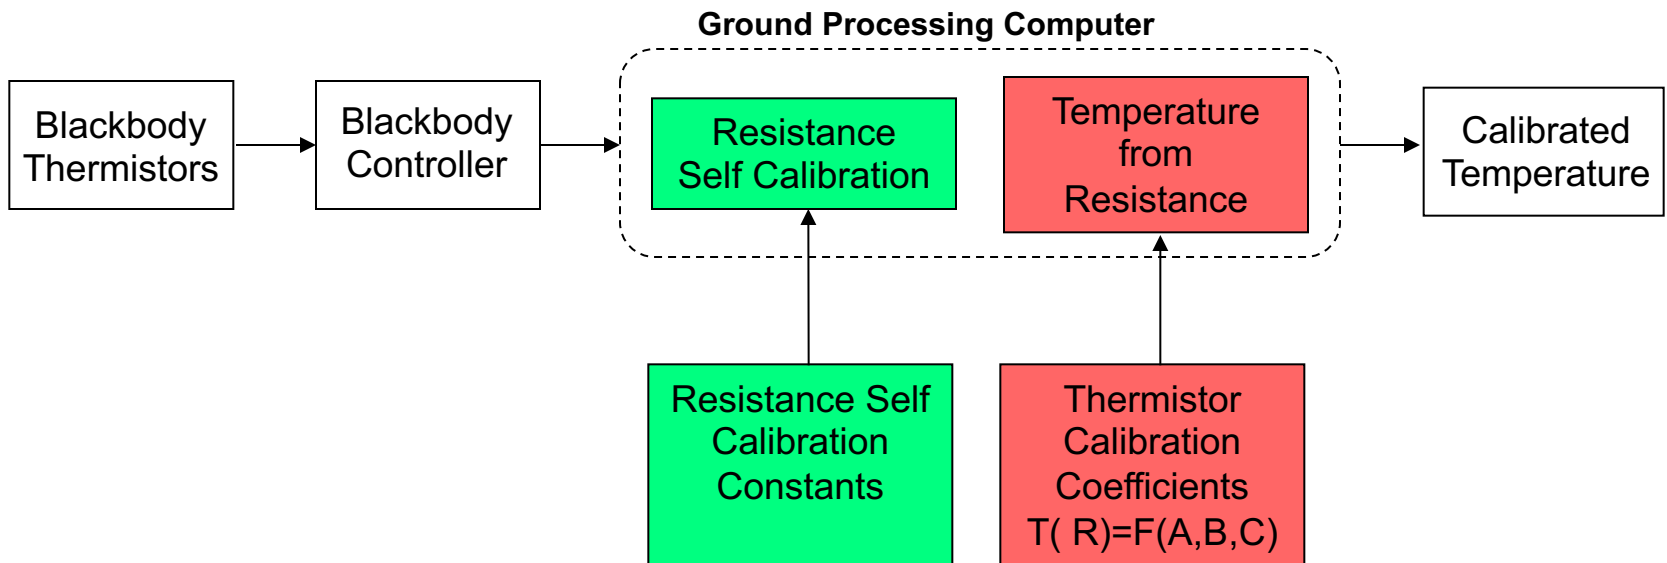 Ground Processing Computer
Blackbody
Thermistors
Blackbody
Controller
Resistance
Self Calibration
Temperature
from
Resistance
Calibrated
Temperature
Resistance Self
Calibration
Constants
Thermistor
Calibration
Coefficients
T( R)=F(A,B,C)